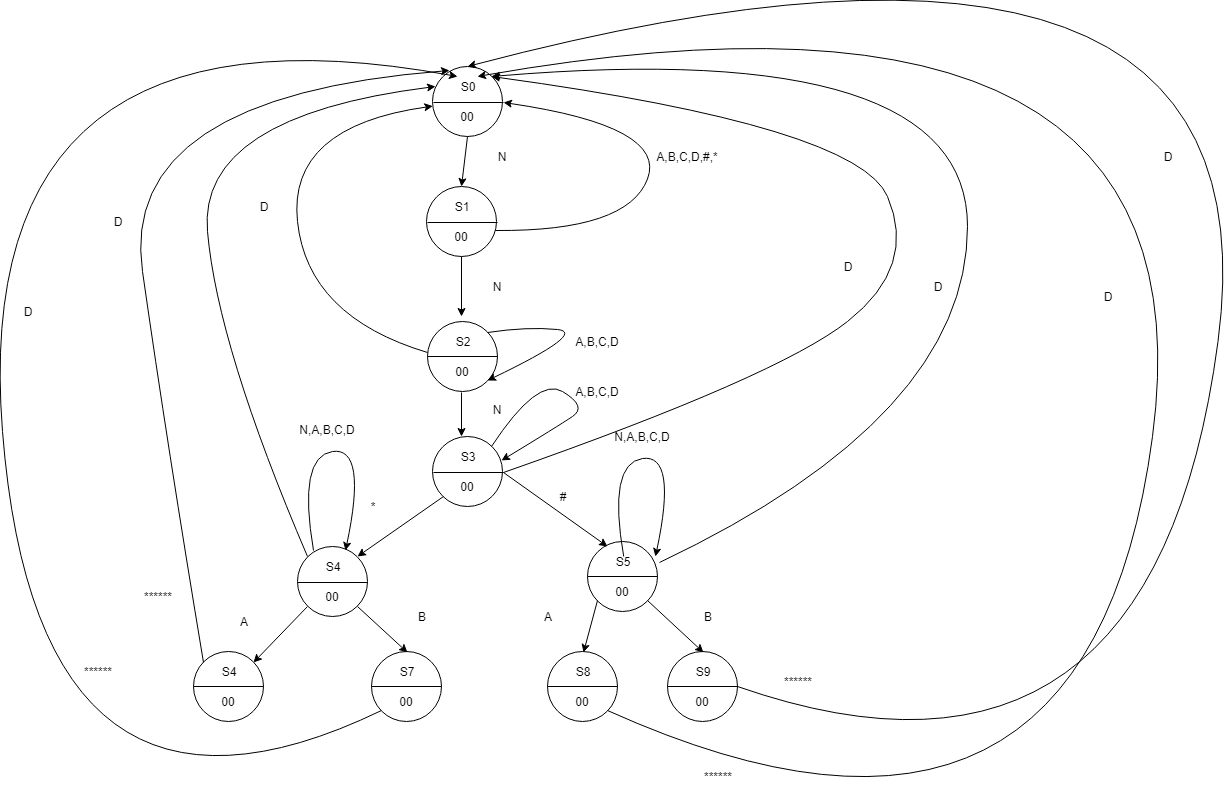 S0
00
N
A,B,C,D,#,*
D
D
D
S1
00
D
D
D
D
N
S2
00
A,B,C,D
A,B,C,D
N
N,A,B,C,D
N,A,B,C,D
S3
00
*
#
S4
00
S5
00
******
A
B
A
B
******
S4
00
S7
00
S8
00
S9
00
******
******